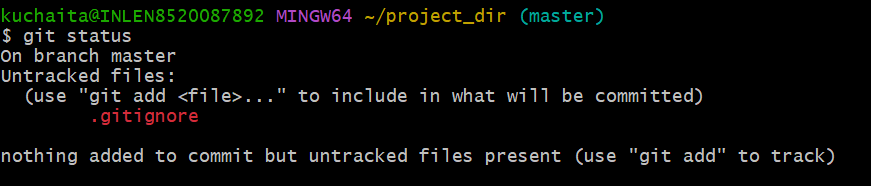 kuchaita@INLEN8520087892 MINGW64 ~/project_dir (master)
$ git status
On branch master
Untracked files:
  (use "git add <file>..." to include in what will be committed)
        .gitignore

nothing added to commit but untracked files present (use "git add" to track)